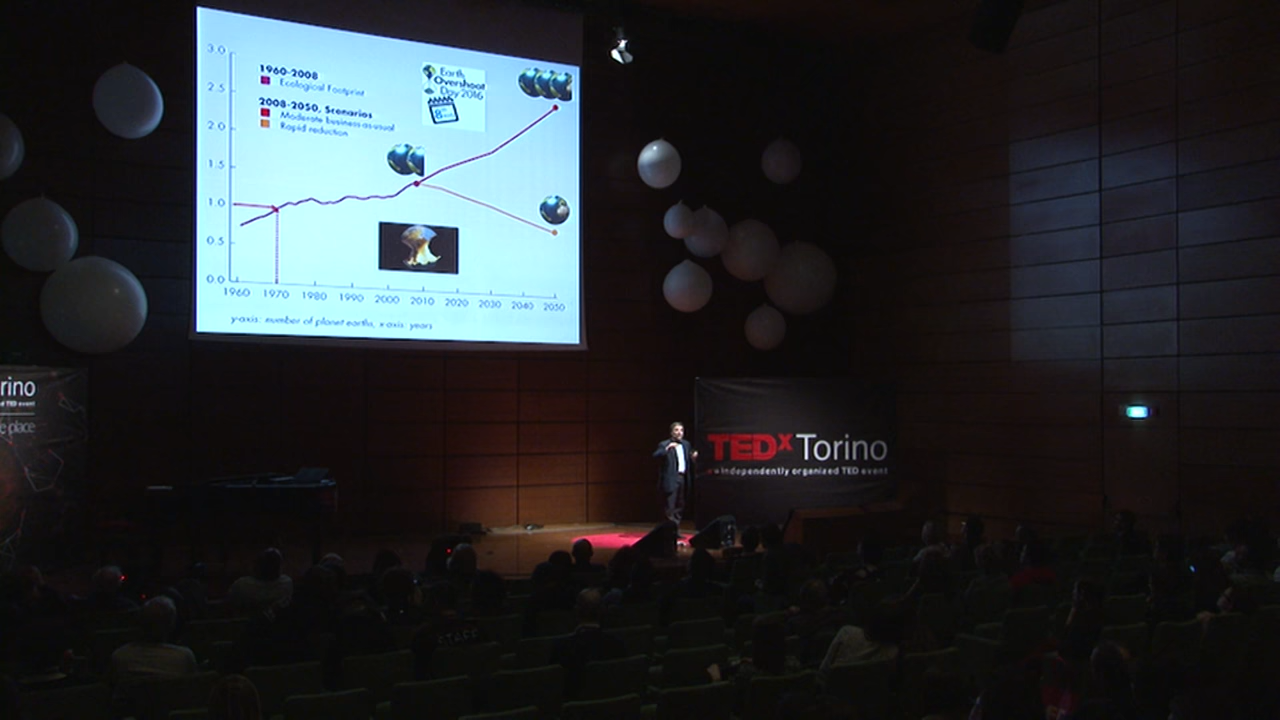 3.0
2.5
2.0
1.5
1.0
0.5
0.0
1960-2008
Ecological Footprint
2008-2050, Scenarios
Moderate business as usual
Rapid reduction
Earth
Overshoot
Day 2016
8
1960 1970 1980 1990 2000 2010 2020 2030 2040 2050
y-axis: number of planet earths, x-axis: years
rino
ed TED event
e place
TEDx Torino
independently organized TED event